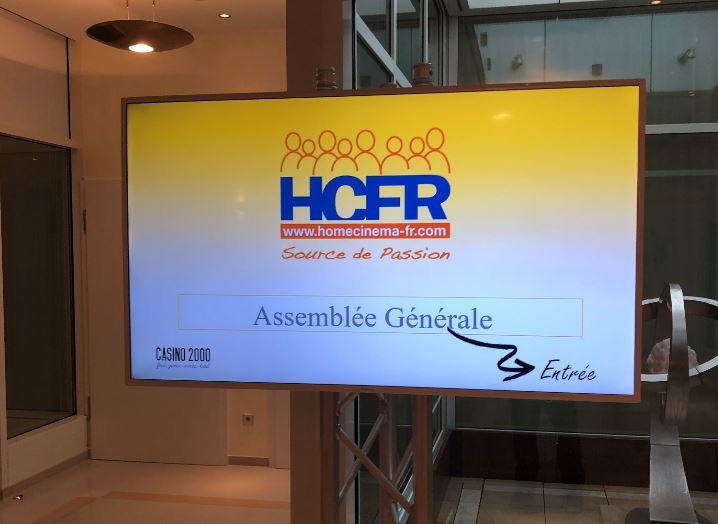 HCFR
www.homecinema-fr.com
Source de Passion
Assemblée Générale
CASINO 2000
Entrée